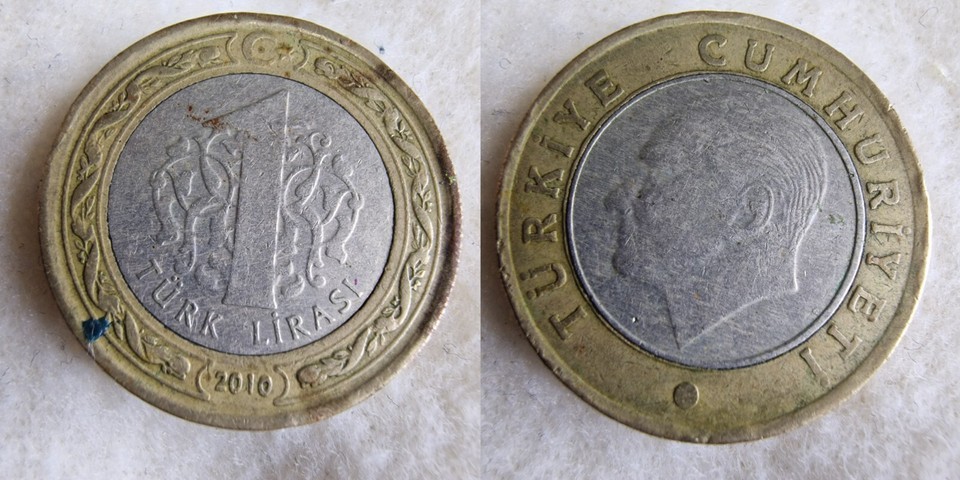 1
TÜRK LİRASI
2010
TÜRKİYE CUMHURİYETİ